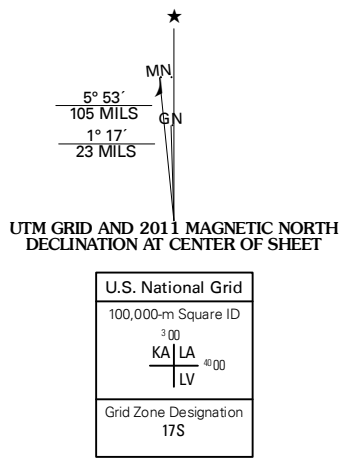 ★
M.N.
GN
5° 53´
105 MILS
1° 17´
23 MILS
UTM GRID AND 2011 MAGNETIC NORTH
DECLINATION AT CENTER OF SHEET
U.S. National Grid
100,000-m Square ID
³00
KA LA
⁴⁰00
LV
Grid Zone Designation
17S